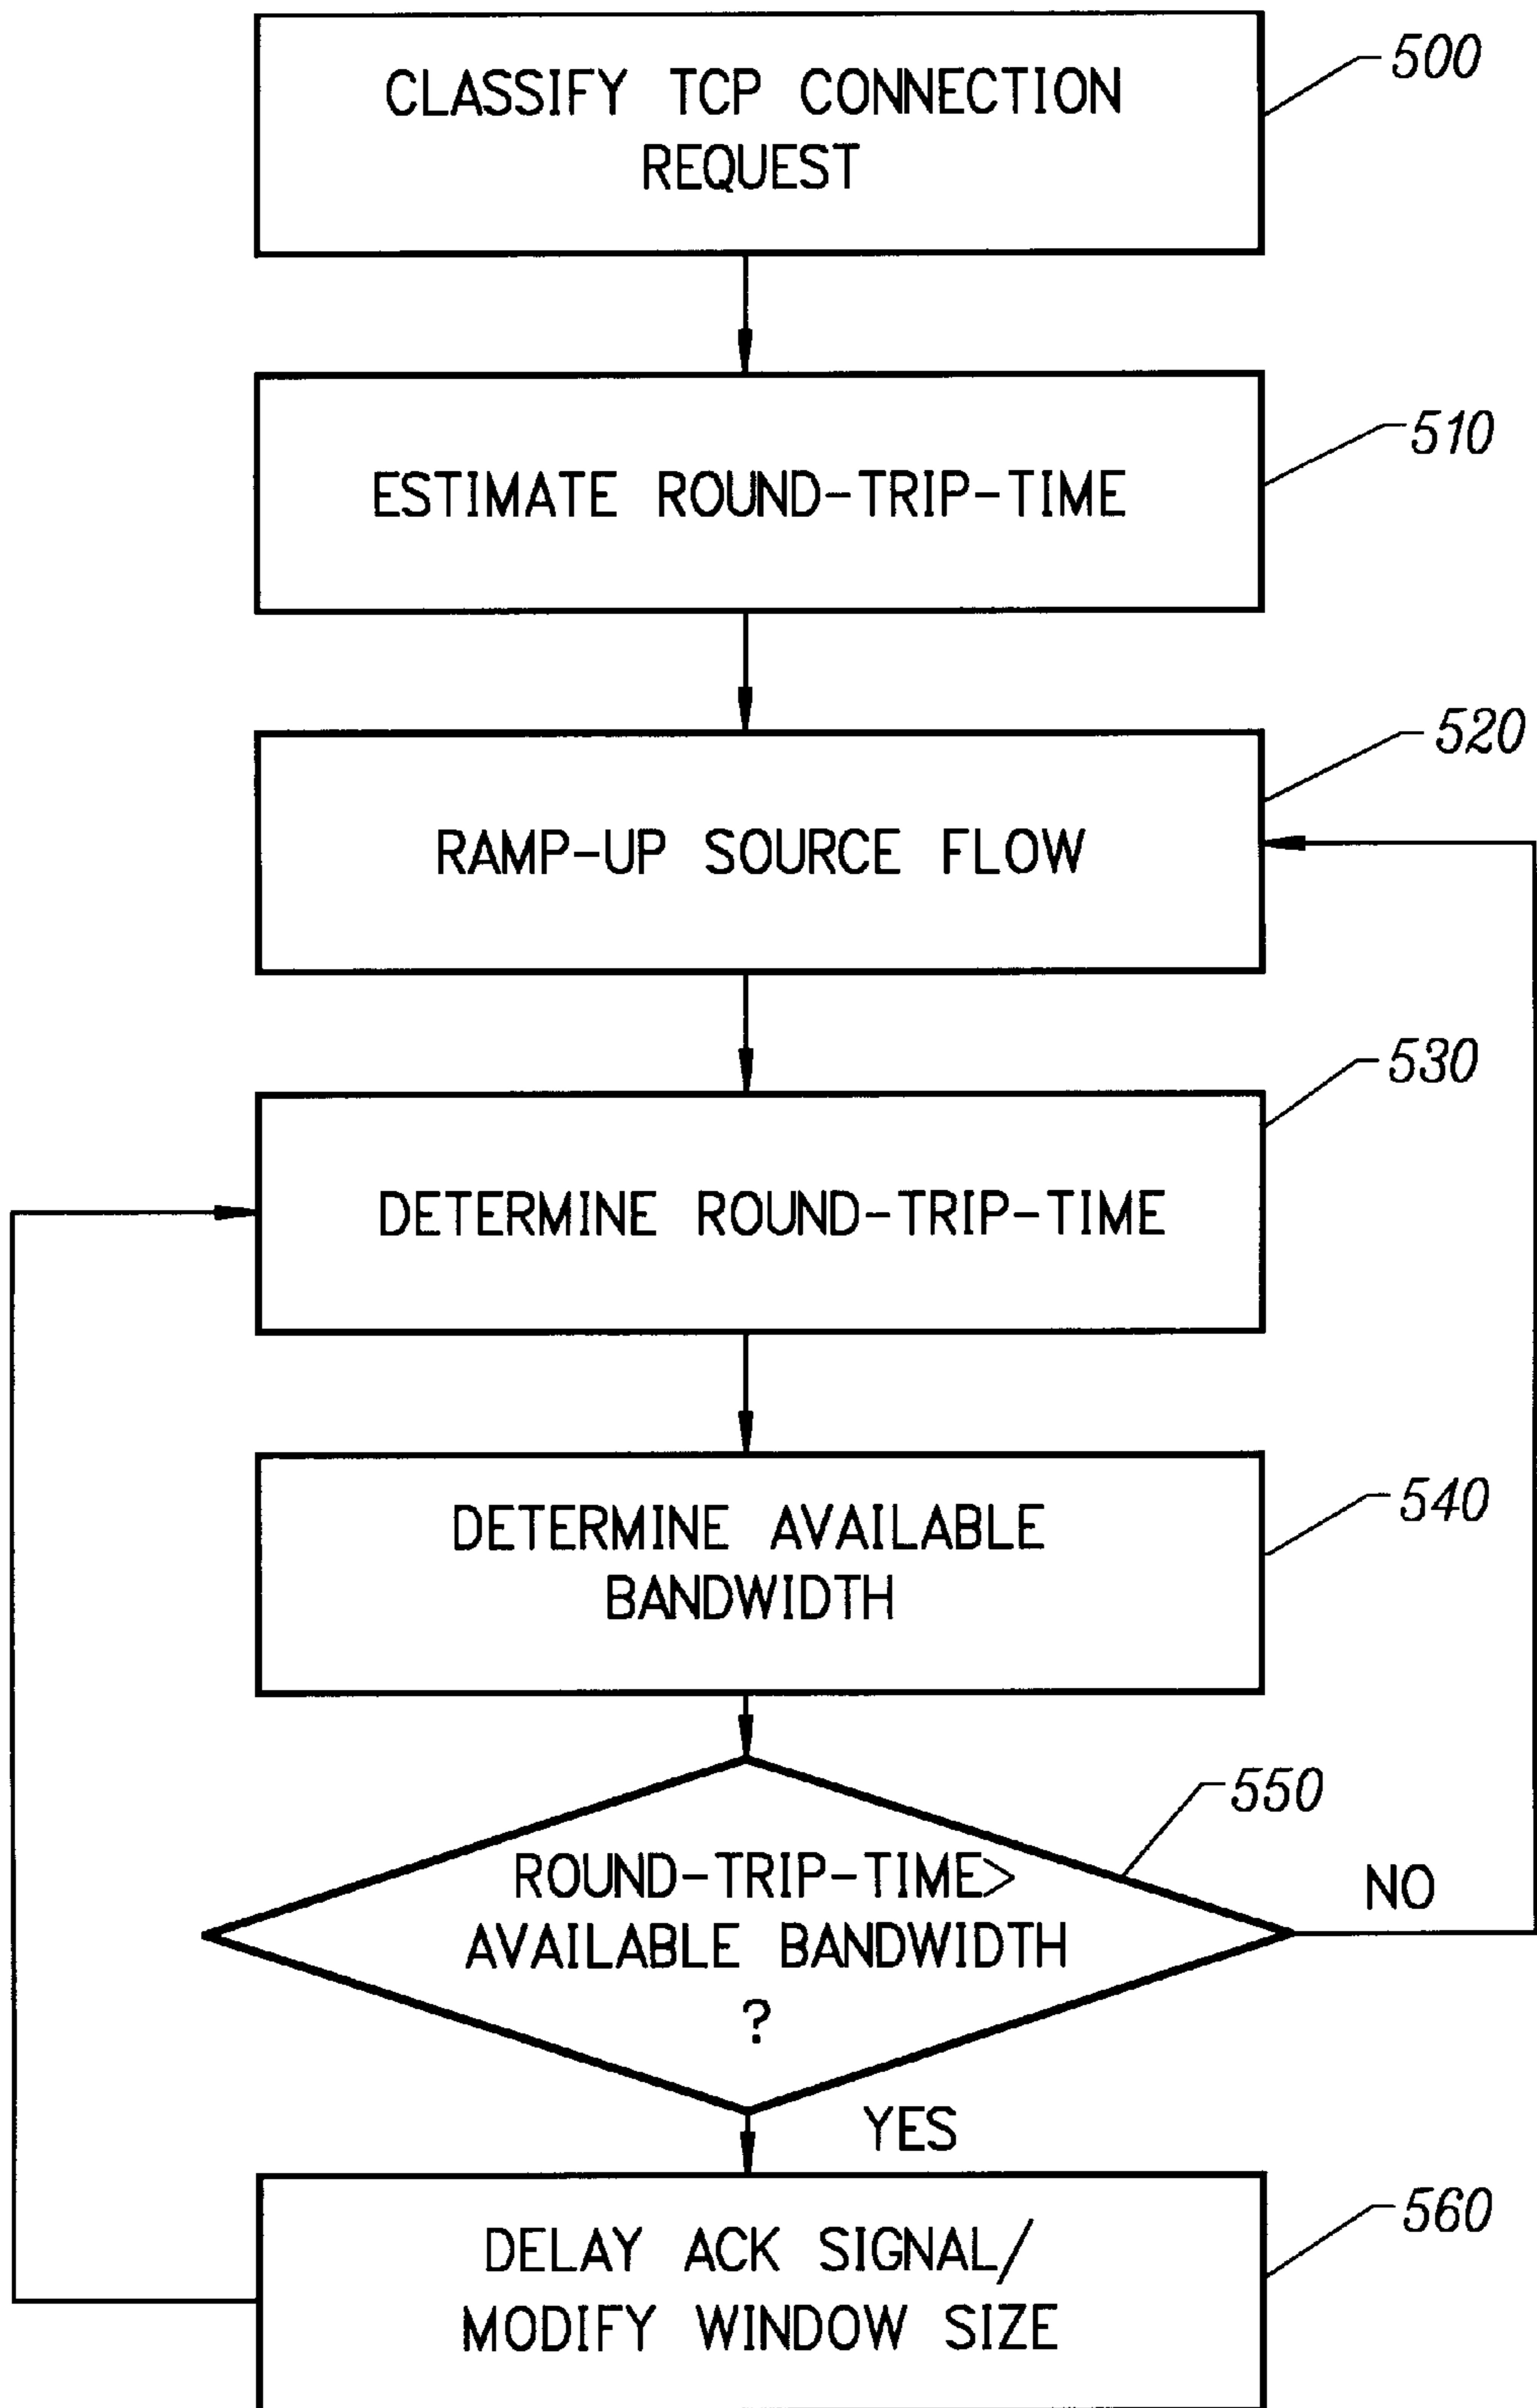 CLASSIFY TCP CONNECTION
REQUEST
500
ESTIMATE ROUND-TRIP-TIME
510
RAMP-UP SOURCE FLOW
520
DETERMINE ROUND-TRIP-TIME
530
DETERMINE AVAILABLE
BANDWIDTH
540
ROUND-TRIP-TIME>
AVAILABLE BANDWIDTH
?
550
NO
YES
DELAY ACK SIGNAL/
MODIFY WINDOW SIZE
560